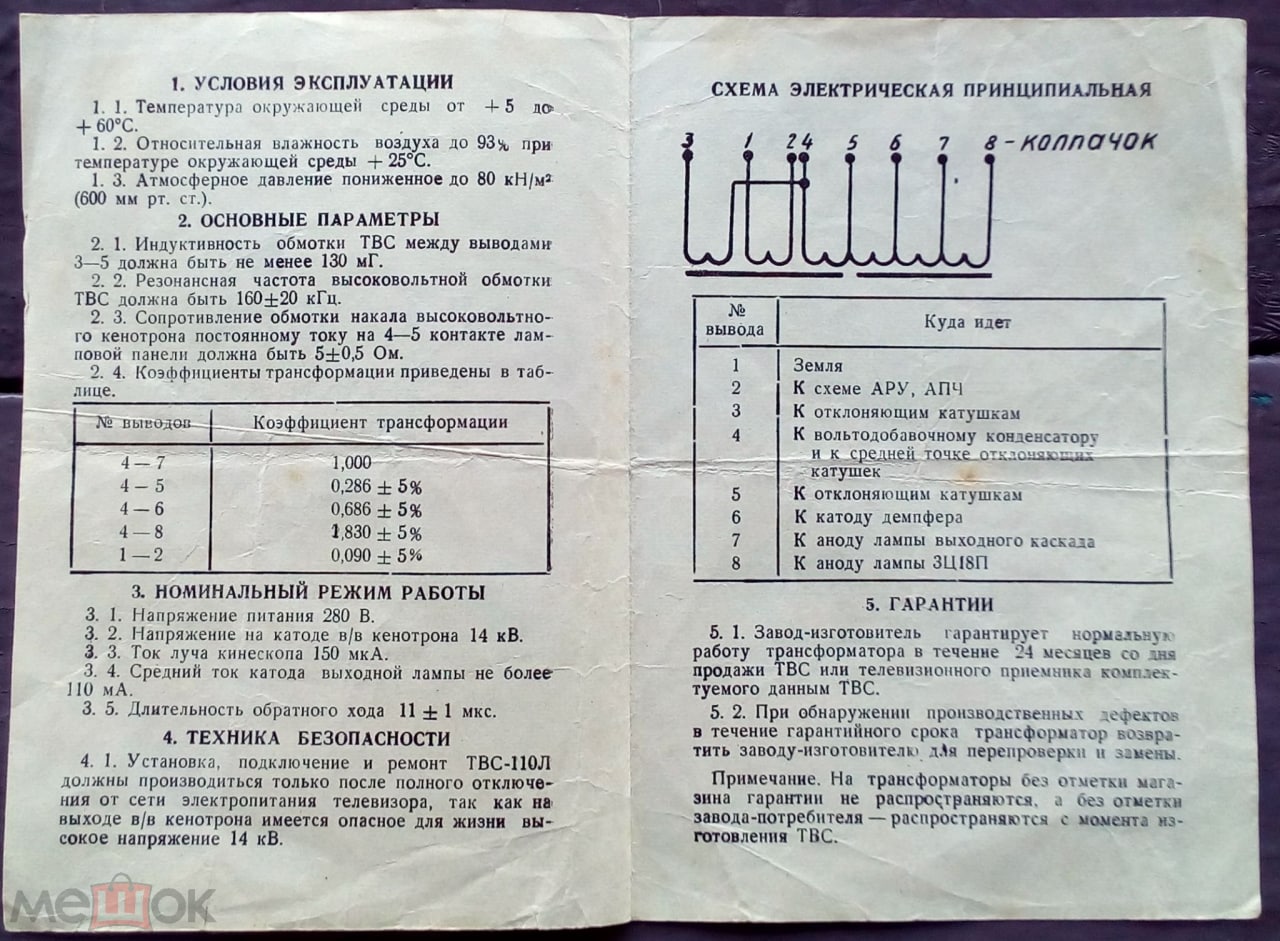 1. УСЛОВИЯ ЭКСПЛУАТАЦИИ
1. 1. Температура окружающей среды от +5 до
+60°С.
1. 2. Относительная влажность воздуха до 93% при
температуре окружающей среды +25°С.
1. 3. Атмосферное давление пониженное до 80 кН/м²
(600 мм рт. ст.).
2. ОСНОВНЫЕ ПАРАМЕТРЫ
2. 1. Индуктивность обмотки ТВС между выводами
3—5 должна быть не менее 130 мГ.
2. 2. Резонансная частота высоковольтной обмотки
ТВС должна быть 160±20 кГц.
2. 3. Сопротивление обмотки накала высоковольтно-
го кенотрона постоянному току на 4—5 контакте лам-
повой панели должна быть 5±0,5 Ом.
2. 4. Коэффициенты трансформации приведены в таб-
лице.
№ выводов Коэффициент трансформации
4—7 1,000
4—5 0,286 ± 5%
4—6 0,686 ± 5%
4—8 1,830 ± 5%
1—2 0,090 ± 5%
3. НОМИНАЛЬНЫЙ РЕЖИМ РАБОТЫ
3. 1. Напряжение питания 280 В.
3. 2. Напряжение на катоде в/в кенотрона 14 кВ.
3. 3. Ток луча кинескопа 150 мкА.
3. 4. Средний ток катода выходной лампы не более
110 мА.
3. 5. Длительность обратного хода 11 ± 1 мкс.
4. ТЕХНИКА БЕЗОПАСНОСТИ
4. 1. Установка, подключение и ремонт ТВС-110Л
должны производиться только после полного отключе-
ния от сети электропитания телевизора, так как на
выходе в/в кенотрона имеется опасное для жизни вы-
сокое напряжение 14 кВ.
СХЕМА ЭЛЕКТРИЧЕСКАЯ ПРИНЦИПИАЛЬНАЯ
3 1 2 4 5 6 7 8 - КОЛПАЧОК
№ вывода Куда идет
1 Земля
2 К схеме АРУ, АПЧ
3 К отклоняющим катушкам
4 К вольтодобавочному конденсатору
и к средней точке отклоняющих
катушек
5 К отклоняющим катушкам
6 К катоду демпфера
7 К аноду лампы выходного каскада
8 К аноду лампы 3Ц18П
5. ГАРАНТИИ
5. 1. Завод-изготовитель гарантирует нормальную
работу трансформатора в течение 24 месяцев со дня
продажи ТВС или телевизионного приемника комплек-
туемого данным ТВС.
5. 2. При обнаружении производственных дефектов
в течение гарантийного срока трансформатор возвра-
тить заводу-изготовителю для перепроверки и замены.
Примечание. На трансформаторы без отметки мага-
зина гарантии не распространяются, а без отметки
завода-потребителя — распространяются с момента из-
готовления ТВС.
мешок